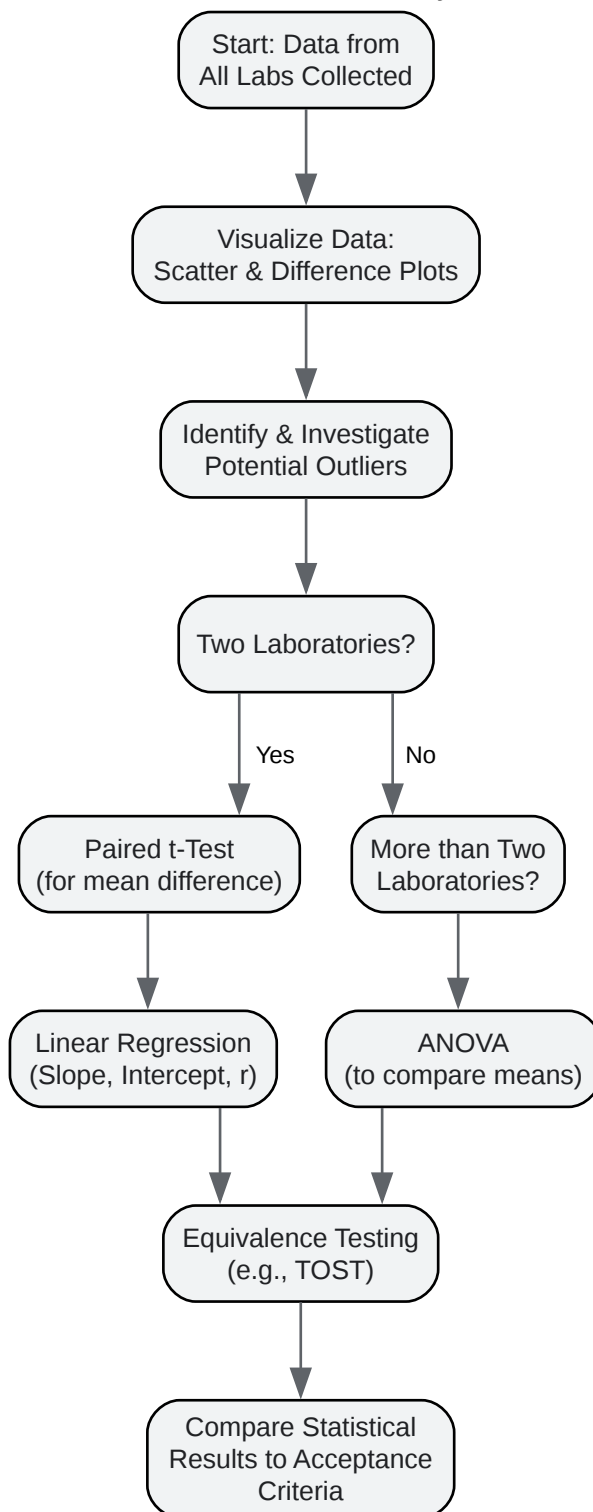 Start: Data from
All Labs Collected
Visualize Data:
Scatter & Difference Plots
Identify & Investigate
Potential Outliers
Two Laboratories?
Yes
No
Paired t-Test
(for mean difference)
More than Two
Laboratories?
Linear Regression
(Slope, Intercept, r)
ANOVA
(to compare means)
Equivalence Testing
(e.g., TOST)
Compare Statistical
Results to Acceptance
Criteria